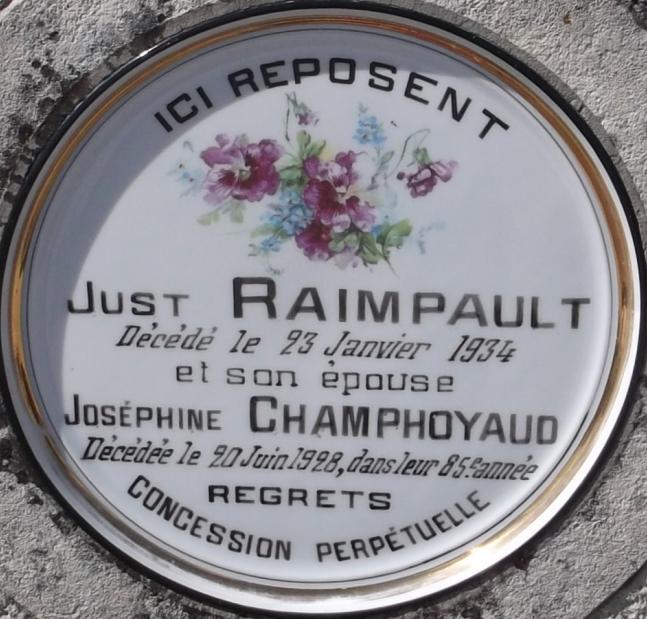 ICI REPOSENT
JUST RAIMPAULT
Décédé le 23 Janvier 1934
et son épouse
JOSÉPHINE CHAMPHOYAUD
Décédée le 20 Juin 1928, dans leur 85e année
REGRETS
CONCESSION PERPÉTUELLE